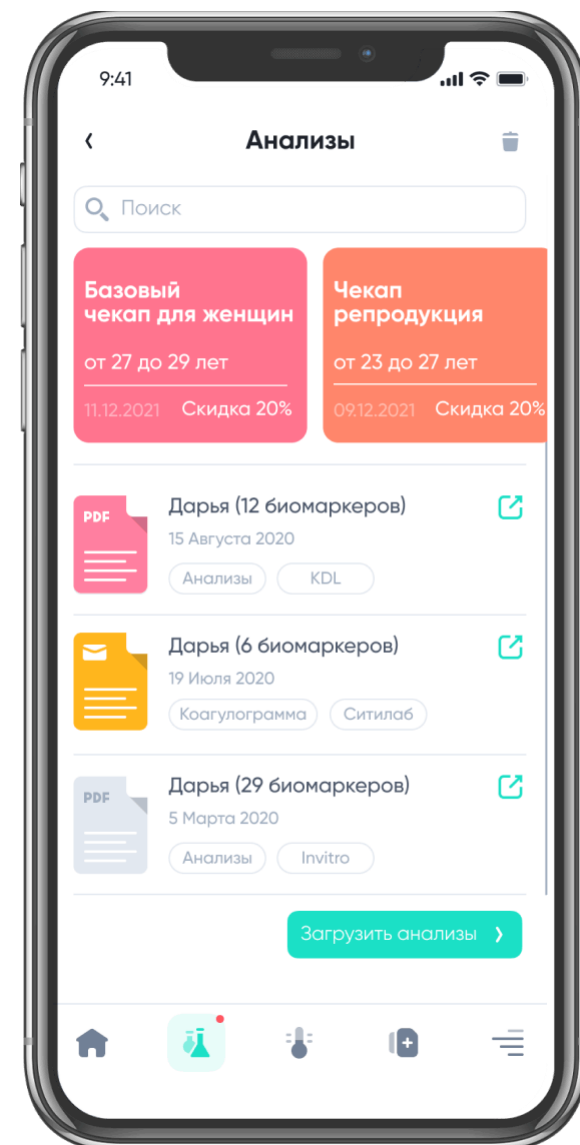 9:41
Анализы
Поиск
Базовый
чекап для женщин
от 27 до 29 лет
11.12.2021 Скидка 20%
Чекап
репродукция
от 23 до 27 лет
09.12.2021 Скидка 20%
PDF
Дарья (12 биомаркеров)
15 Августа 2020
Анализы KDL
Дарья (6 биомаркеров)
19 Июля 2020
Коагулограмма Ситилаб
PDF
Дарья (29 биомаркеров)
5 Марта 2020
Анализы Invitro
Загрузить анализы